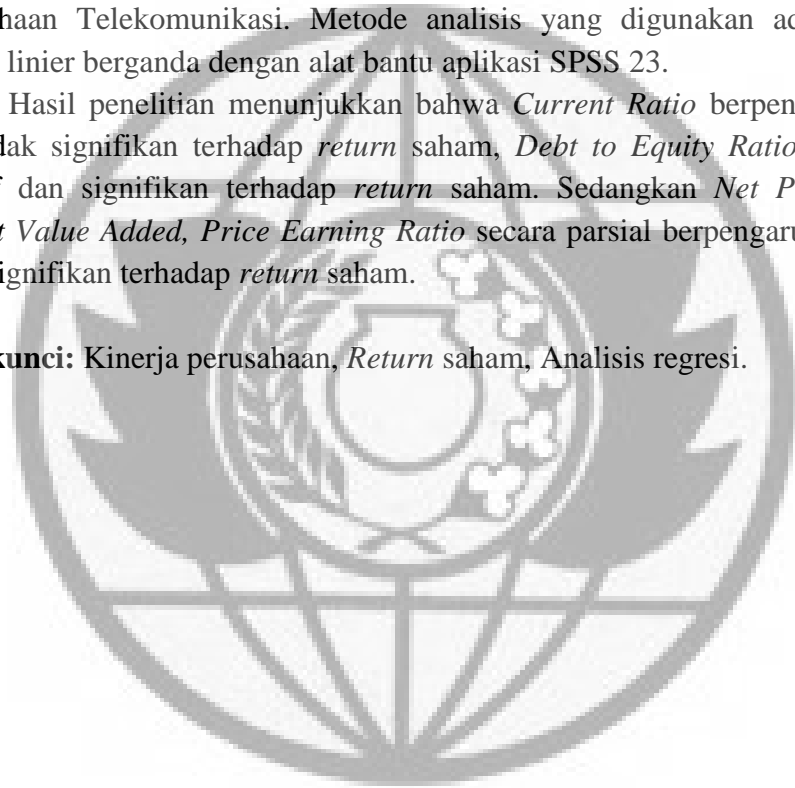 haan Telekomunikasi. Metode analisis yang digunakan ad
linier berganda dengan alat bantu aplikasi SPSS 23.
Hasil penelitian menunjukkan bahwa Current Ratio berpen
dak signifikan terhadap return saham, Debt to Equity Ratio
f dan signifikan terhadap return saham. Sedangkan Net P
t Value Added, Price Earning Ratio secara parsial berpengaru
ignifikan terhadap return saham.
kunci: Kinerja perusahaan, Return saham, Analisis regresi.